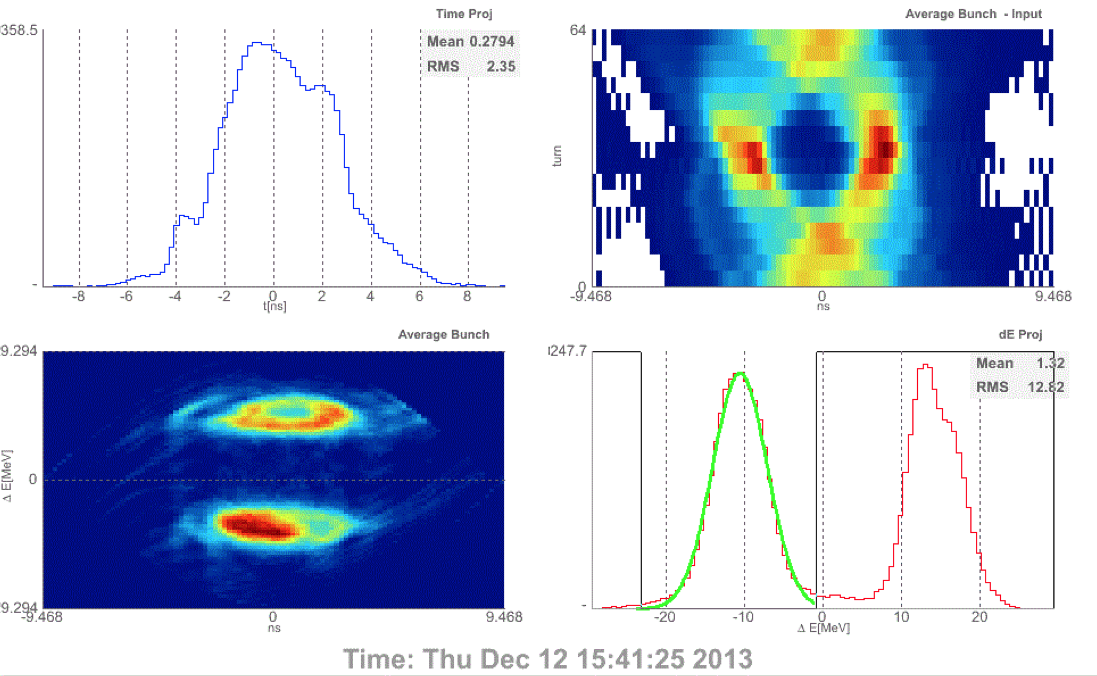 Time Proj
358.5
Mean 0.2794
RMS 2.35
-
-8 -6 -4 -2 0 2 4 6 8
t[ns]
Average Bunch - Input
64
turn
0
-9.468 0 9.468
ns
Average Bunch
9.294
0
Δ E[MeV]
9.294
-9.468 0 9.468
ns
dE Proj
247.7
Mean 1.32
RMS 12.82
-
-20 -10 0 10 20
Δ E[MeV]
Time: Thu Dec 12 15:41:25 2013